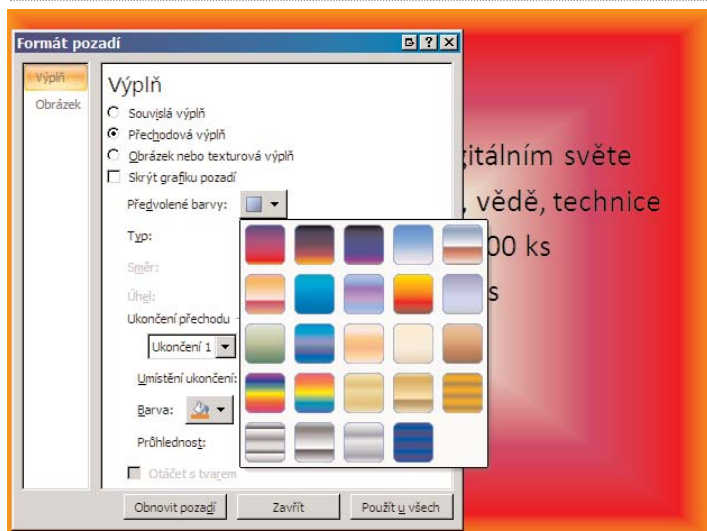 Formát pozadí
Výplň
Obrázek
Výplň
Souvislá výplň
Přechodová výplň
Obrázek nebo texturová výplň
Skrýt grafiku pozadí
Předvolené barvy:
Typ:
Směr:
Úhel:
Ukončení přechodu
Ukončení 1
Umístění ukončení:
Barva:
Průhlednost:
Otáčet s tvarem
Obnovit pozadí
Zavřít
Použít u všech
gitálním světe
, vědě, technice
00 ks
s